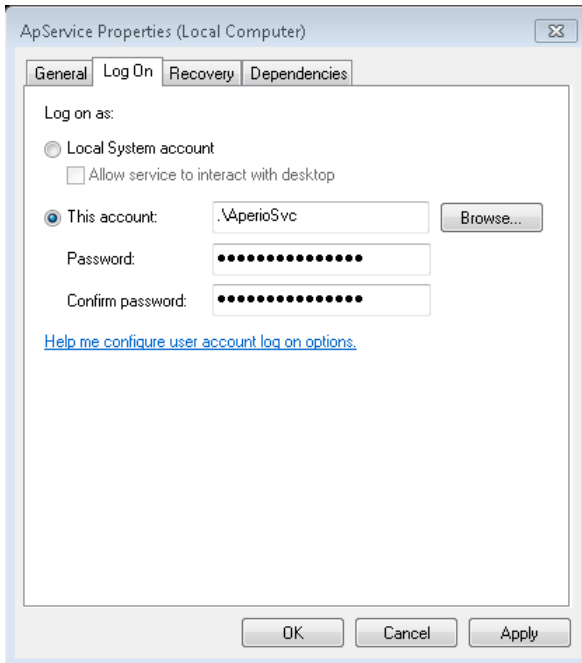 ApService Properties (Local Computer)
General Log On Recovery Dependencies
Log on as:
Local System account
Allow service to interact with desktop
This account: .\AperioSvc Browse...
Password: •••••••••••••••
Confirm password: •••••••••••••••
Help me configure user account log on options.
OK Cancel Apply